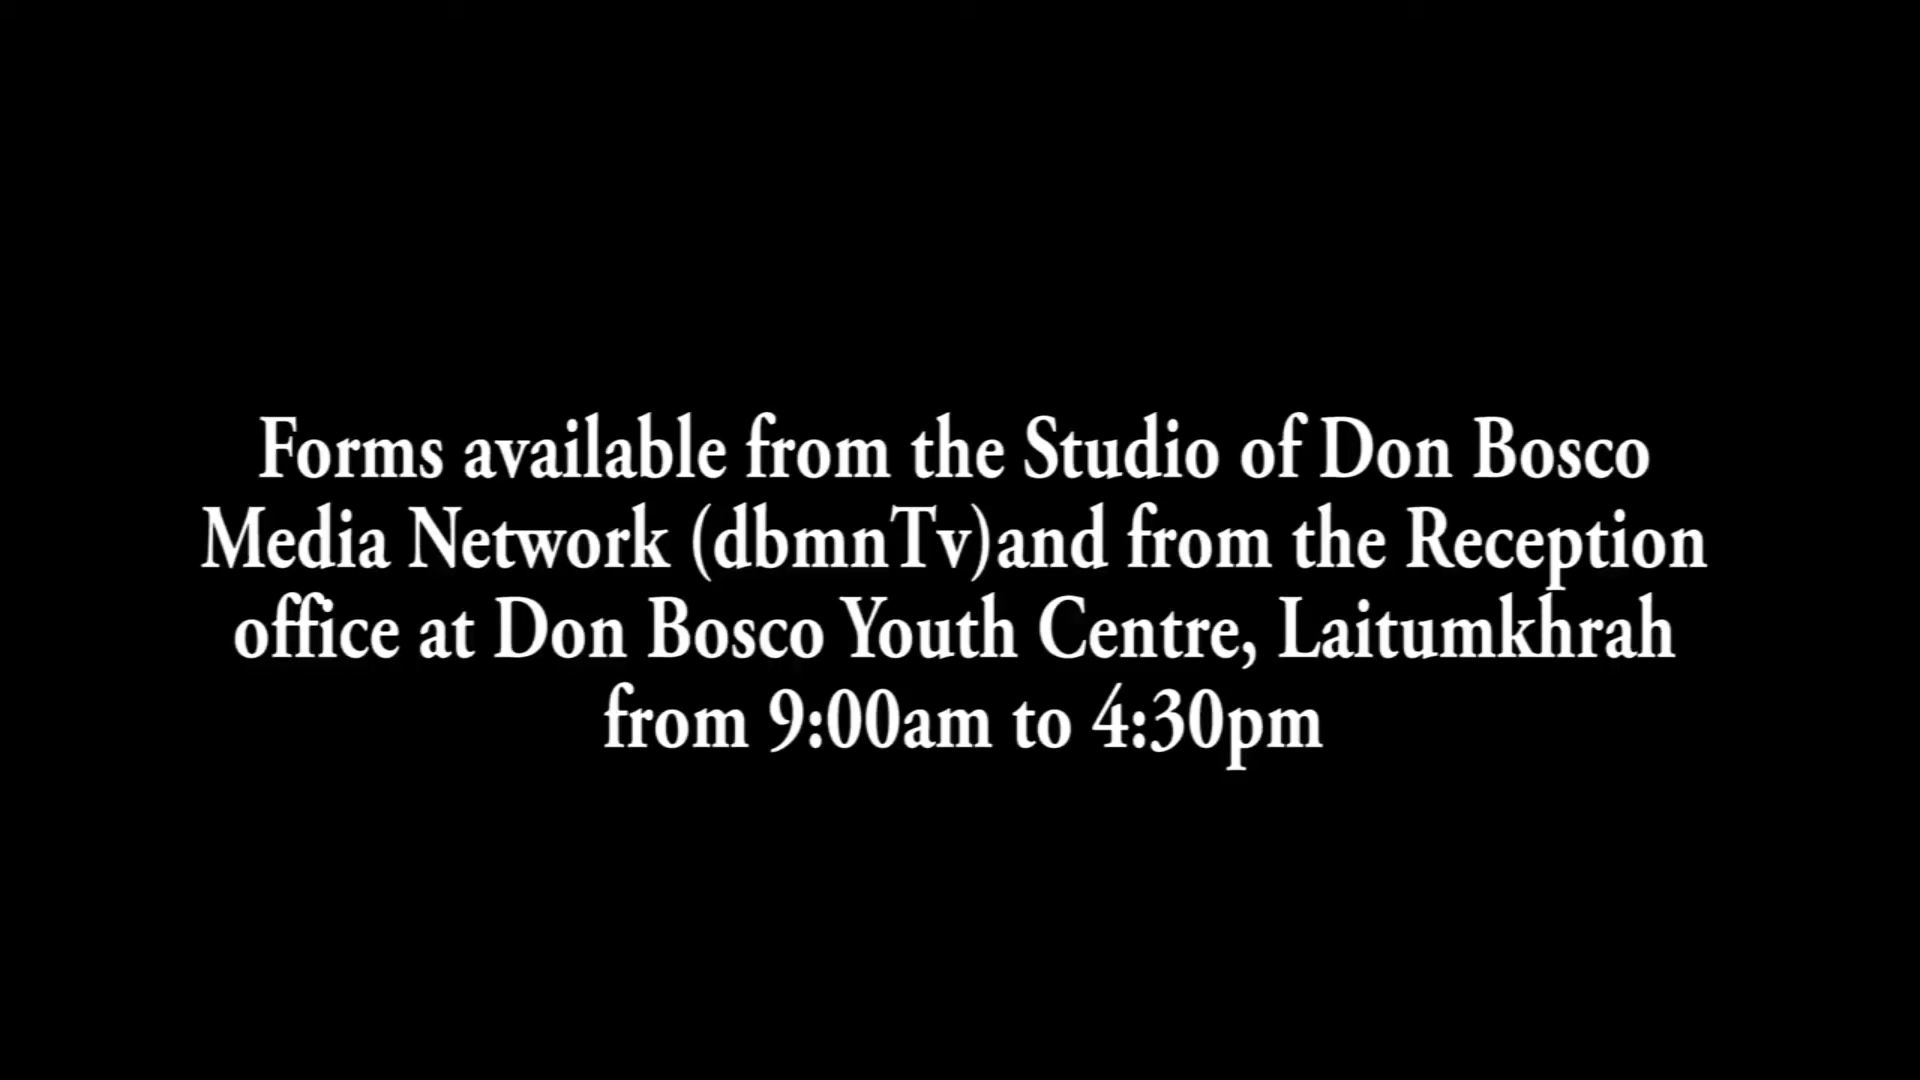 Forms available from the Studio of Don Bosco
Media Network (dbmnTv)and from the Reception
office at Don Bosco Youth Centre, Laitumkhrah
from 9:00am to 4:30pm